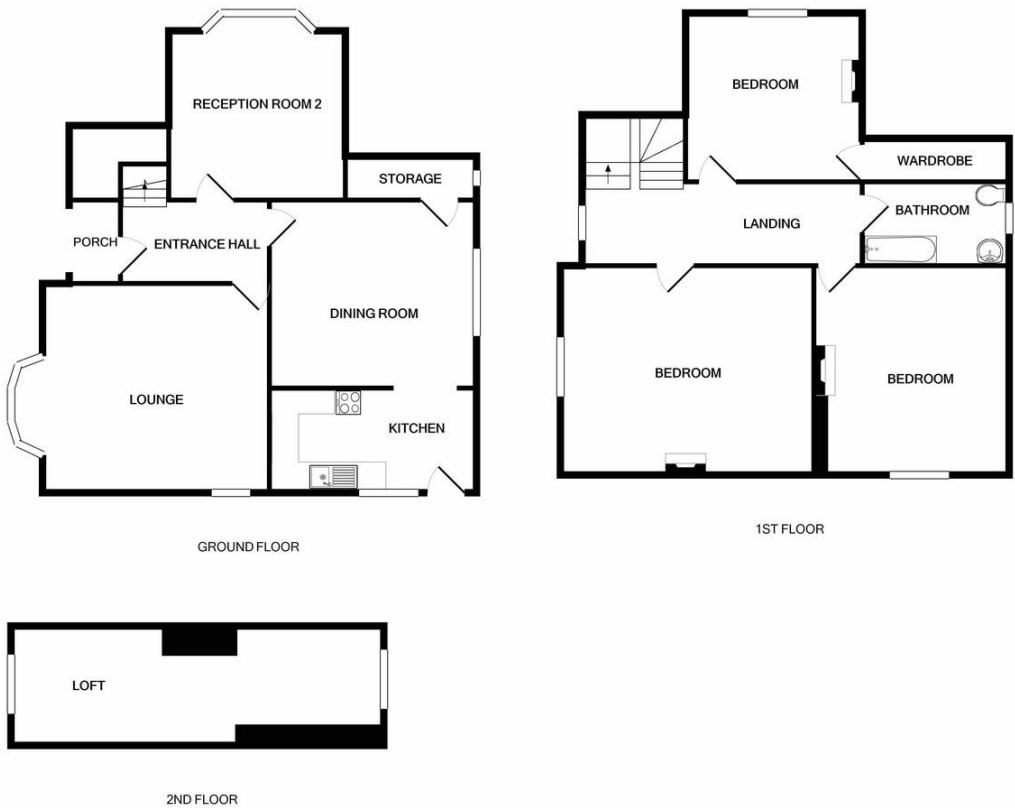 RECEPTION ROOM 2
STORAGE
PORCH
ENTRANCE HALL
DINING ROOM
LOUNGE
KITCHEN
GROUND FLOOR
BEDROOM
WARDROBE
BATHROOM
LANDING
BEDROOM
BEDROOM
1ST FLOOR
LOFT
2ND FLOOR